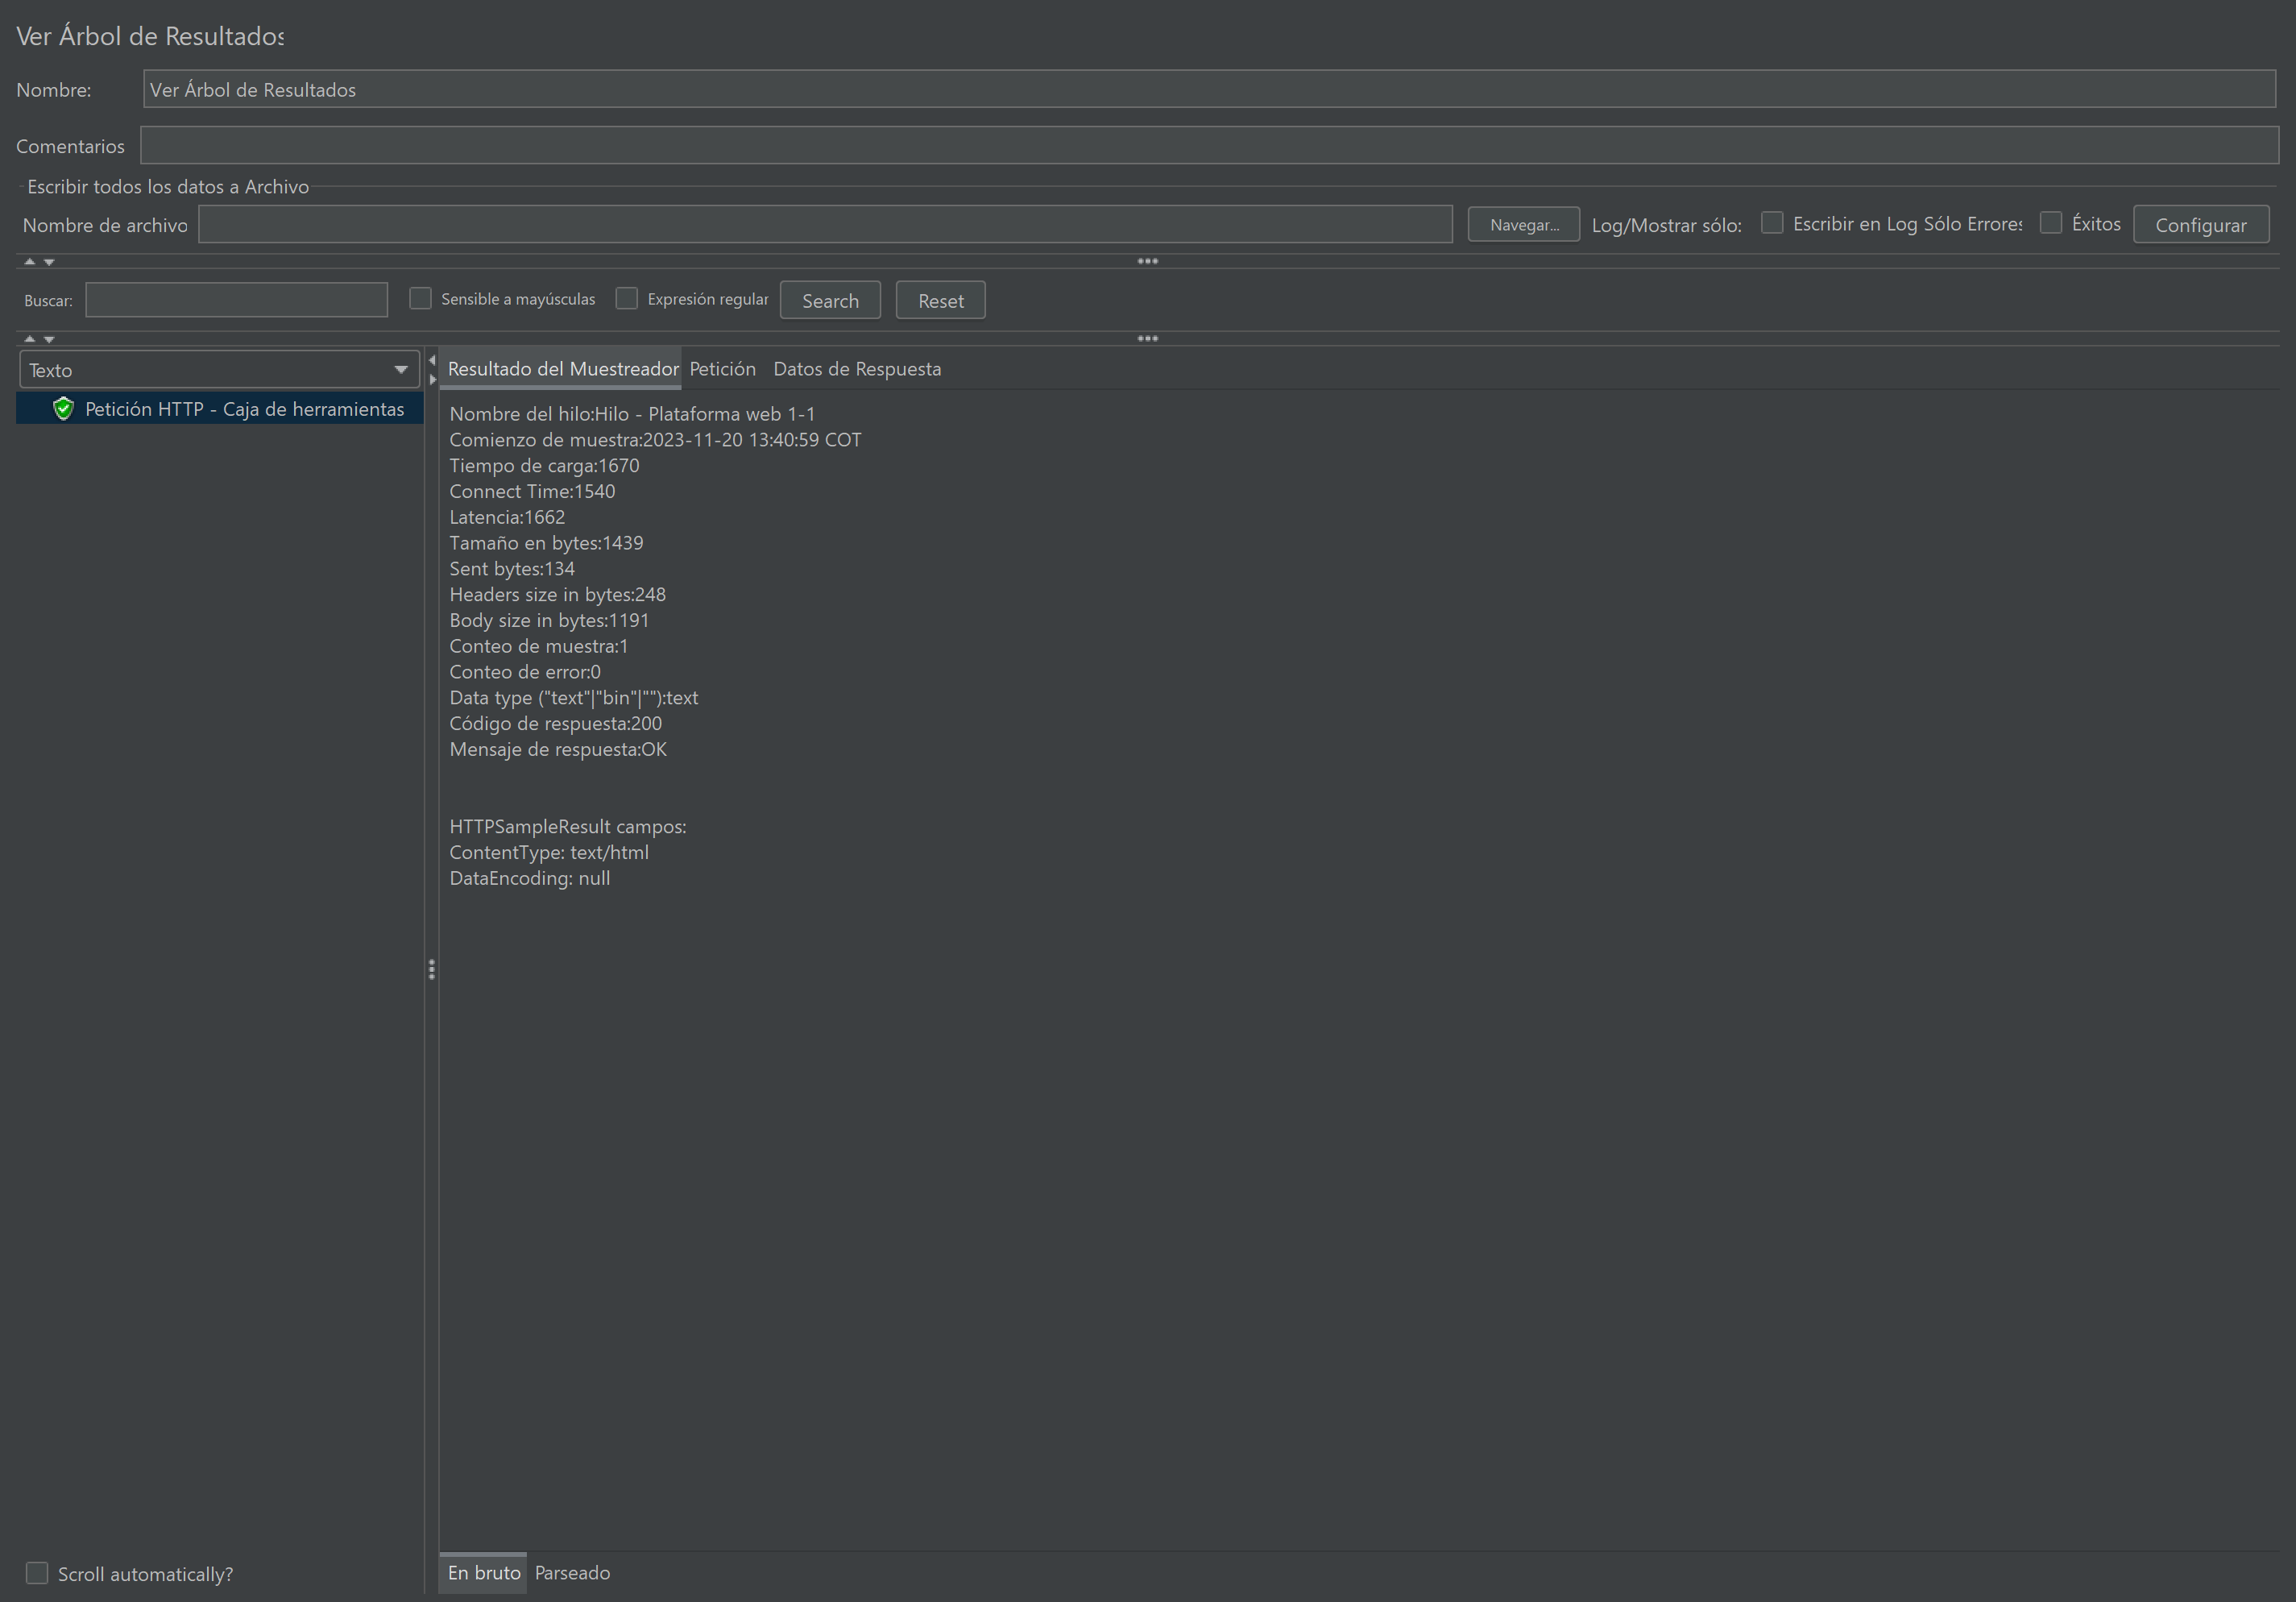 Ver Árbol de Resultados
Nombre: Ver Árbol de Resultados
Comentarios
Escribir todos los datos a Archivo
Nombre de archivo Navegar... Log/Mostrar sólo: Escribir en Log Sólo Errores Éxitos Configurar
Buscar: Sensible a mayúsculas Expresión regular Search Reset
Texto
Petición HTTP - Caja de herramientas
Resultado del Muestreador Petición Datos de Respuesta
Nombre del hilo:Hilo - Plataforma web 1-1
Comienzo de muestra:2023-11-20 13:40:59 COT
Tiempo de carga:1670
Connect Time:1540
Latencia:1662
Tamaño en bytes:1439
Sent bytes:134
Headers size in bytes:248
Body size in bytes:1191
Conteo de muestra:1
Conteo de error:0
Data type ("text"|"bin"|""):text
Código de respuesta:200
Mensaje de respuesta:OK
HTTPSampleResult campos:
ContentType: text/html
DataEncoding: null
Scroll automatically?
En bruto Parseado